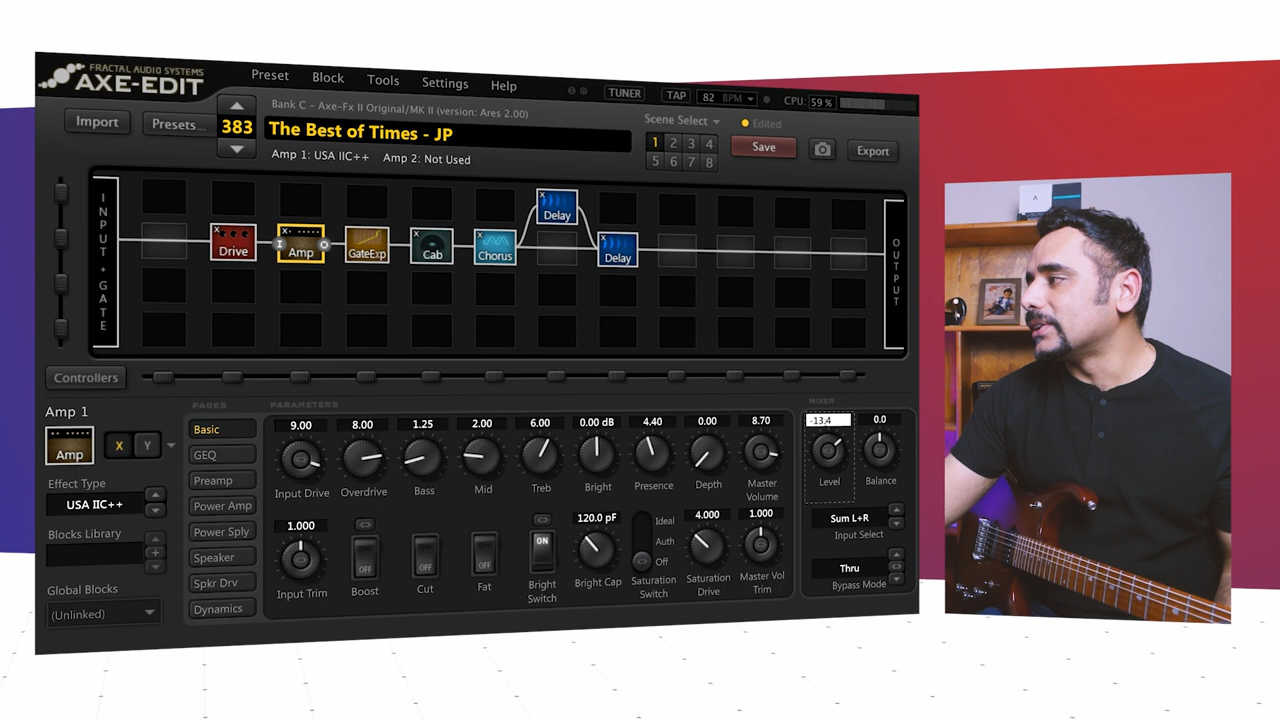 FRACTAL AUDIO SYSTEMS
AXE-EDIT
Preset Block Tools Settings Help
TUNER TAP 82 BPM CPU: 59 %
Import Presets... 383
Bank C - Axe-Fx II Original/MK II (version: Ares 2.00)
The Best of Times - JP
Amp 1: USA IIC++ Amp 2: Not Used
Scene Select
1 2 3 4
5 6 7 8
Edited
Save Export
INPUT + GATE
Delay
Drive Amp GateExp Cab Chorus Delay
OUTPUT
Controllers
Amp 1
Amp X Y
Effect Type
USA IIC++
Blocks Library
Global Blocks
(Unlinked)
PAGES
Basic
GEQ
Preamp
Power Amp
Power Sply
Speaker
Spkr Drv
Dynamics
PARAMETERS
9.00 8.00 1.25 2.00 6.00 0.00 dB 4.40 0.00 8.70
Input Drive Overdrive Bass Mid Treb Bright Presence Depth Master Volume
1.000 120.0 pF 4.000 1.000
OFF OFF OFF ON
Ideal
Auth
Off
Input Trim Boost Cut Fat Bright Switch Bright Cap Saturation Switch Saturation Drive Master Vol Trim
MIXER
-13.4 0.0
Level Balance
Sum L+R
Input Select
Thru
Bypass Mode